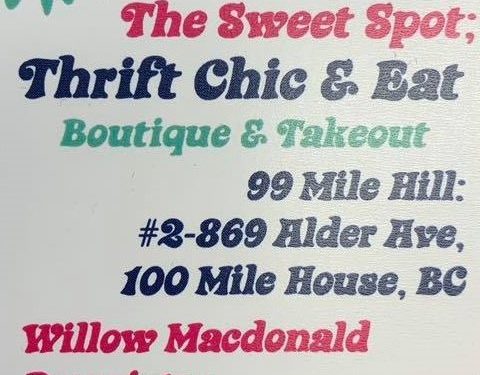 The Sweet Spot;
Thrift Chic & Eat
Boutique & Takeout
99 Mile Hill:
#2-869 Alder Ave,
100 Mile House, BC
Willow Macdonald